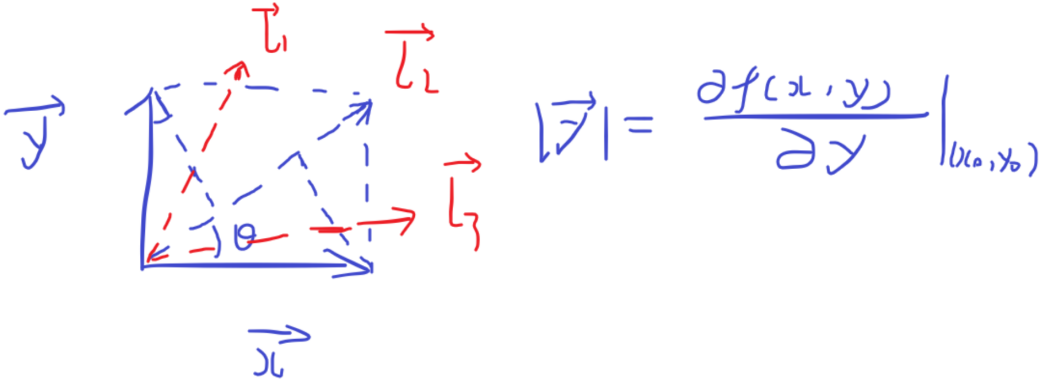 l₁
l₂
y
|y| = ∂f(x,y)/∂y |(x₀,y₀)
l₃
θ
x